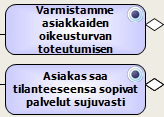 Varmistamme
asiakkaiden
oikeusturvan
toteutumisen
Asiakas saa
tilanteeseensa sopivat
palvelut sujuvasti